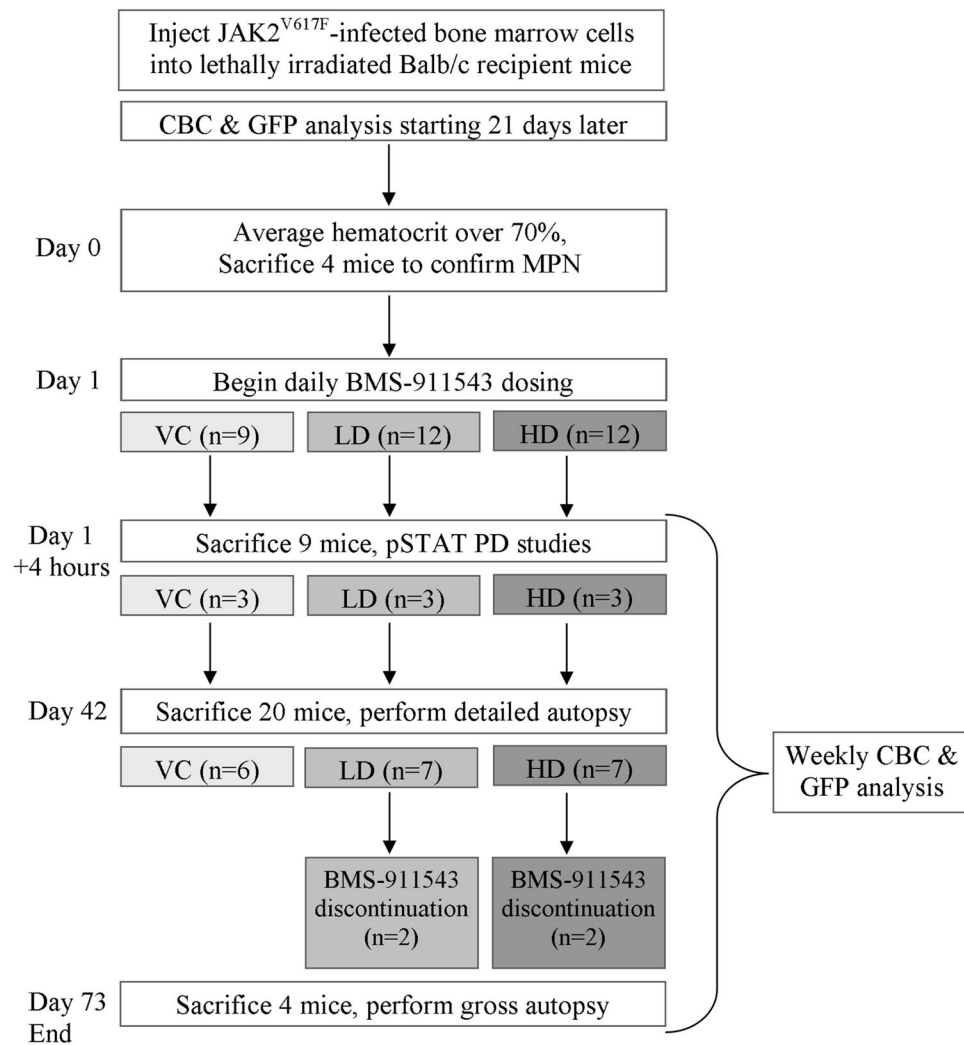 Inject JAK2V617F-infected bone marrow cells
into lethally irradiated Balb/c recipient mice
CBC & GFP analysis starting 21 days later
Day 0
Average hematocrit over 70%,
Sacrifice 4 mice to confirm MPN
Day 1
Begin daily BMS-911543 dosing
VC (n=9)
LD (n=12)
HD (n=12)
Day 1
+4 hours
Sacrifice 9 mice, pSTAT PD studies
VC (n=3)
LD (n=3)
HD (n=3)
Day 42
Sacrifice 20 mice, perform detailed autopsy
VC (n=6)
LD (n=7)
HD (n=7)
Weekly CBC &
GFP analysis
BMS-911543
discontinuation
(n=2)
BMS-911543
discontinuation
(n=2)
Day 73
End
Sacrifice 4 mice, perform gross autopsy